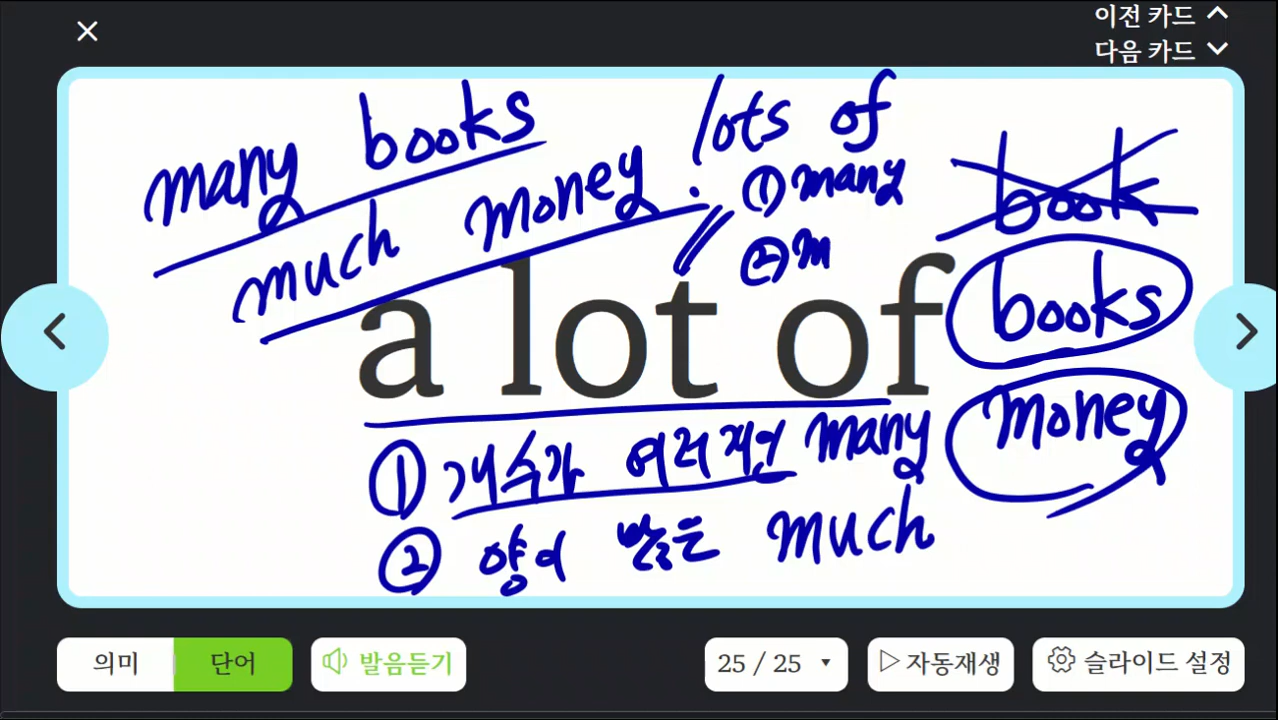 이전 카드
다음 카드
many books
much money
lots of
① many
② m
book
books
money
a lot of
① 개수가 여러개인 many
② 양이 많은 much
의미
단어
발음듣기
25 / 25
자동재생
슬라이드 설정